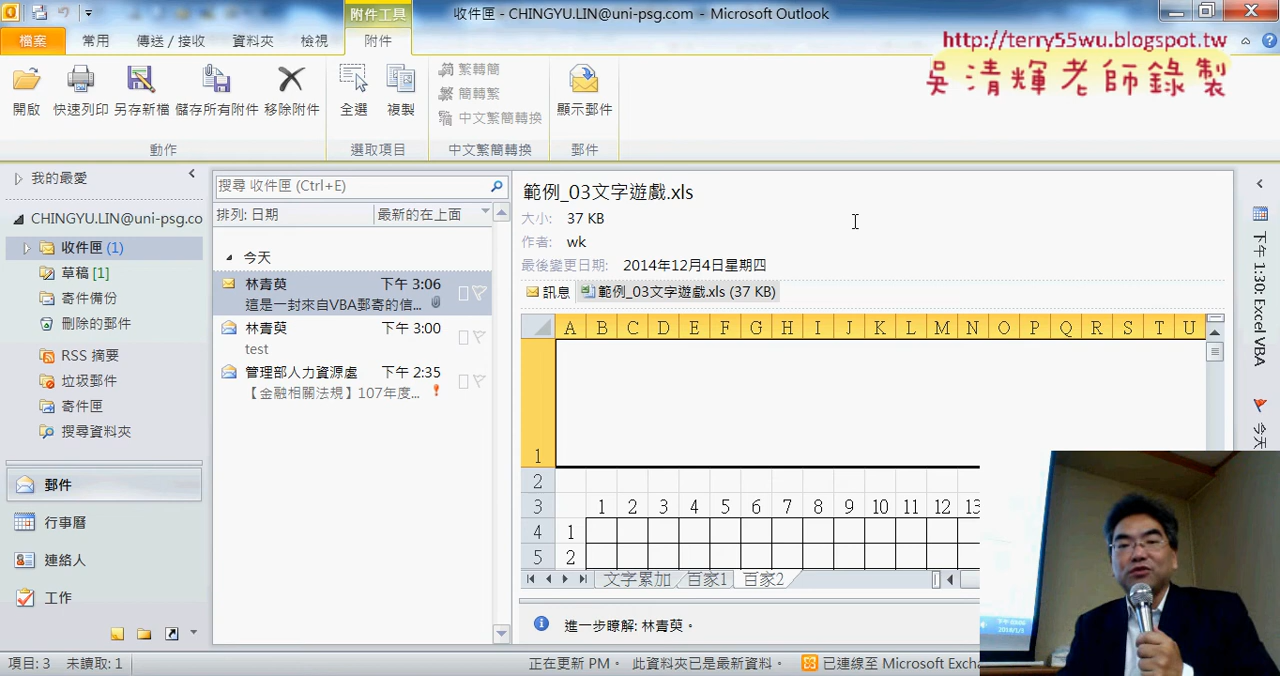 附件工具
收件匣 - CHINGYU.LIN@uni-psg.com - Microsoft Outlook
檔案 常用 傳送 / 接收 資料夾 檢視 附件
http://terry55wu.blogspot.tw
吳清輝老師錄製
開啟 快速列印 另存新檔 儲存所有附件 移除附件 全選 複製 顯示郵件
繁轉簡
簡轉繁
中文繁簡轉換
動作 選取項目 中文繁簡轉換 郵件
我的最愛
CHINGYU.LIN@uni-psg.co
收件匣 (1)
草稿 [1]
寄件備份
刪除的郵件
RSS 摘要
垃圾郵件
寄件匣
搜尋資料夾
郵件
行事曆
連絡人
工作
搜尋 收件匣 (Ctrl+E)
排列: 日期 最新的在上面
今天
林青萸 下午 3:06
這是一封來自VBA郵寄的信...
林青萸 下午 3:00
test
管理部人力資源處 下午 2:35
【金融相關法規】107年度...
範例_03文字遊戲.xls
大小: 37 KB
作者: wk
最後變更日期: 2014年12月4日星期四
訊息 範例_03文字遊戲.xls (37 KB)
A B C D E F G H I J K L M N O P Q R S T U
1
2
3 1 2 3 4 5 6 7 8 9 10 11 12 13
4 1
5 2
文字累加 百家1 百家2
進一步瞭解: 林青萸。
下午 1:30: Excel VBA
今天
項目: 3 未讀取: 1
正在更新 PM。 此資料夾已是最新資料。 已連線至 Microsoft Excha